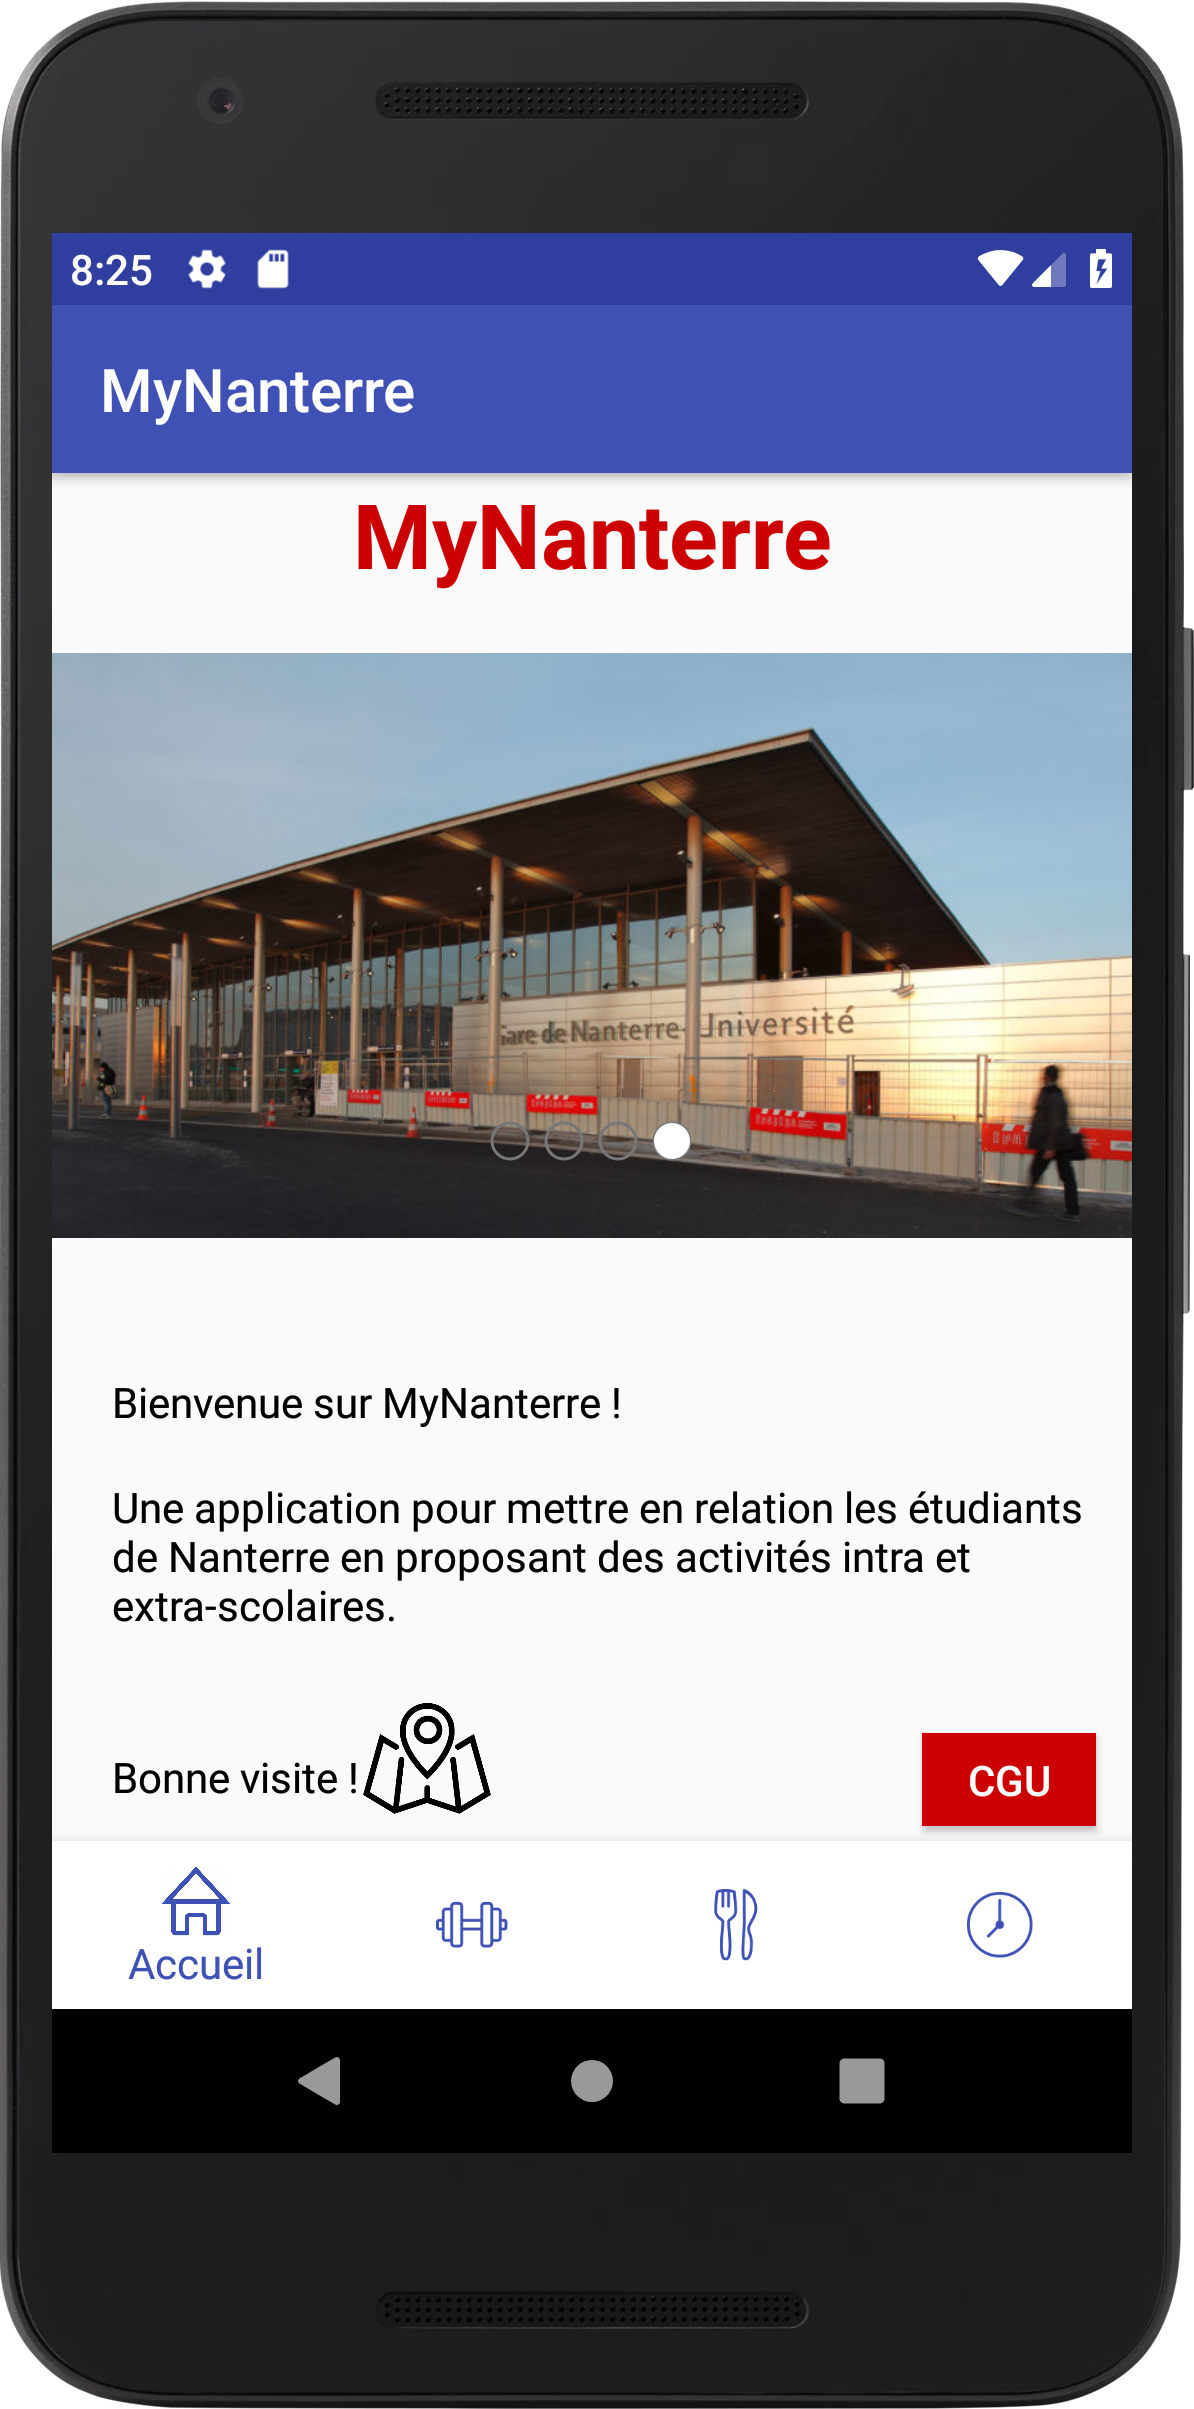 8:25
MyNanterre
MyNanterre
Gare de Nanterre-Université
Bienvenue sur MyNanterre !
Une application pour mettre en relation les étudiants
de Nanterre en proposant des activités intra et
extra-scolaires.
Bonne visite !
CGU
Accueil